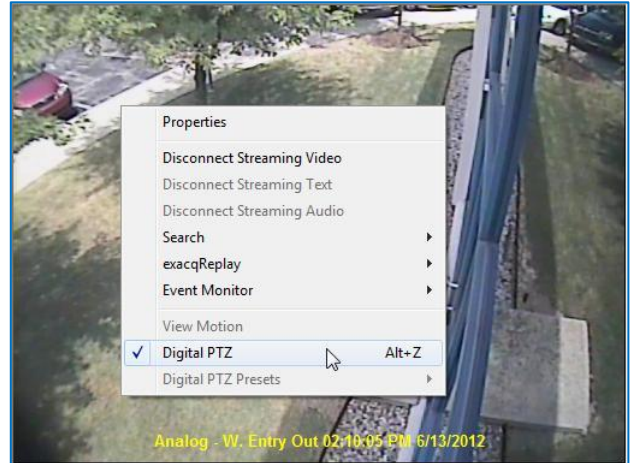 Properties
Disconnect Streaming Video
Disconnect Streaming Text
Disconnect Streaming Audio
Search
exacqReplay
Event Monitor
View Motion
Digital PTZ Alt+Z
Digital PTZ Presets
Analog - W. Entry Out 02:10:05 PM 6/13/2012